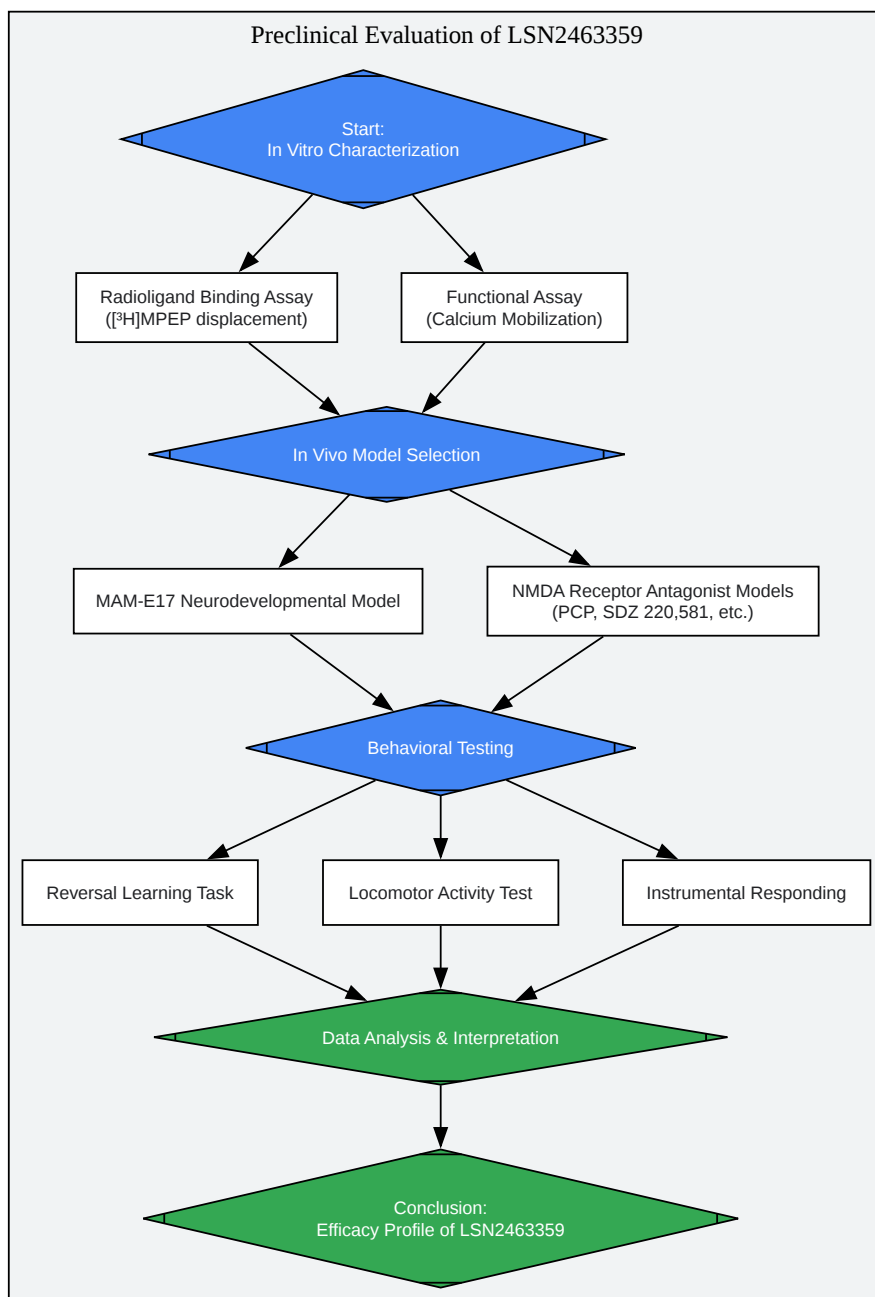 Preclinical Evaluation of LSN2463359
Start:
In Vitro Characterization
Radioligand Binding Assay
([³H]MPEP displacement)
Functional Assay
(Calcium Mobilization)
In Vivo Model Selection
MAM-E17 Neurodevelopmental Model
NMDA Receptor Antagonist Models
(PCP, SDZ 220,581, etc.)
Behavioral Testing
Reversal Learning Task
Locomotor Activity Test
Instrumental Responding
Data Analysis & Interpretation
Conclusion:
Efficacy Profile of LSN2463359